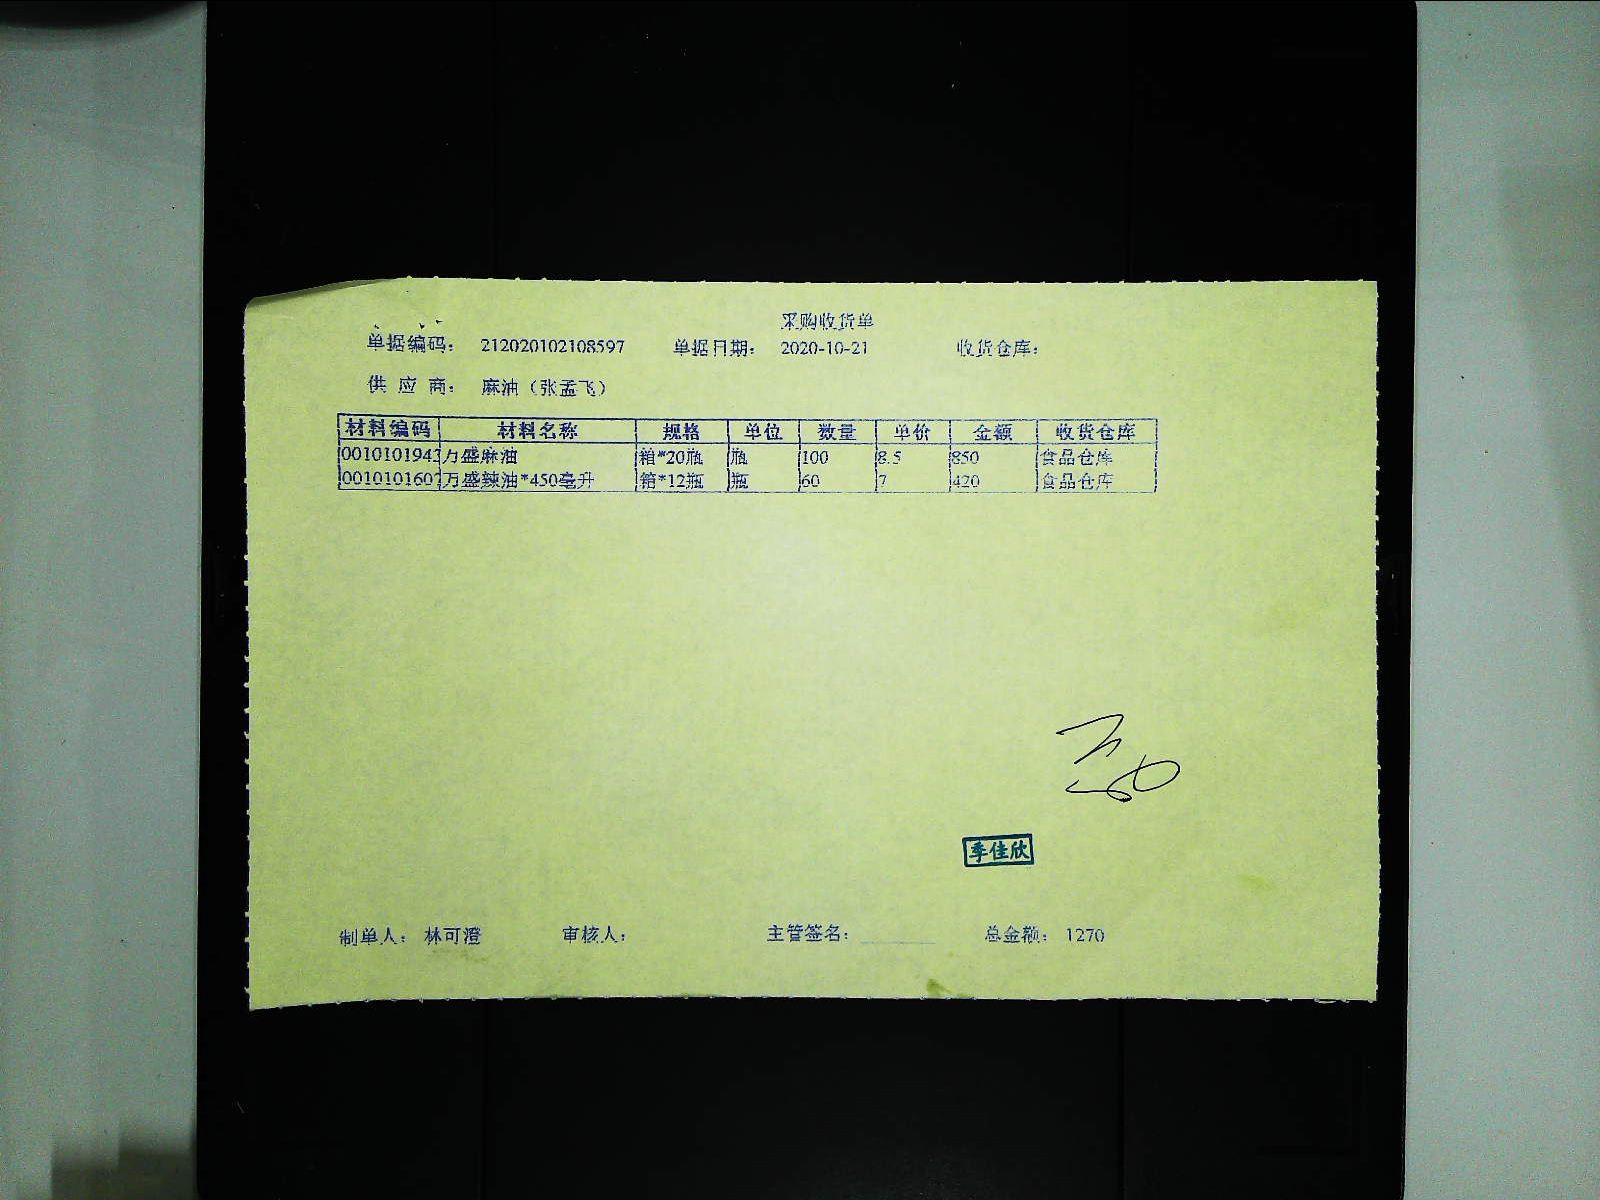 采购收货单
单据编码： 212020102108597 单据日期： 2020-10-21 收货仓库：
供 应 商： 麻油（张孟飞）
材料编码 材料名称 规格 单位 数量 单价 金额 收货仓库
0010101943 万盛麻油 箱*20瓶 瓶 100 8.5 850 食品仓库
0010101607 万盛辣油*450毫升 箱*12瓶 瓶 60 7 420 食品仓库
季佳欣
制单人： 林可澄 审核人： 主管签名： 总金额： 1270